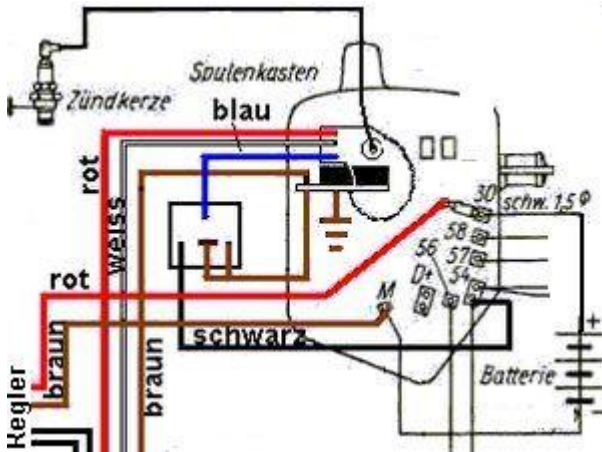 Zündkerze
Spulenkasten
blau
rot
weiss
30
schw. 1,5 Φ
58
56
57
D+
54
M
rot
braun
schwarz
braun
Regler
+
Batterie
-